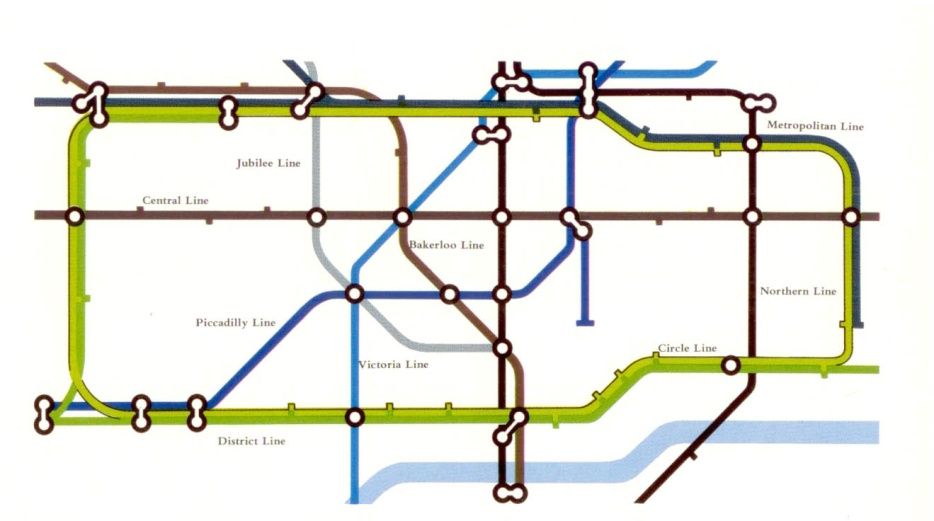 Metropolitan Line
Jubilee Line
Central Line
Bakerloo Line
Northern Line
Piccadilly Line
Circle Line
Victoria Line
District Line